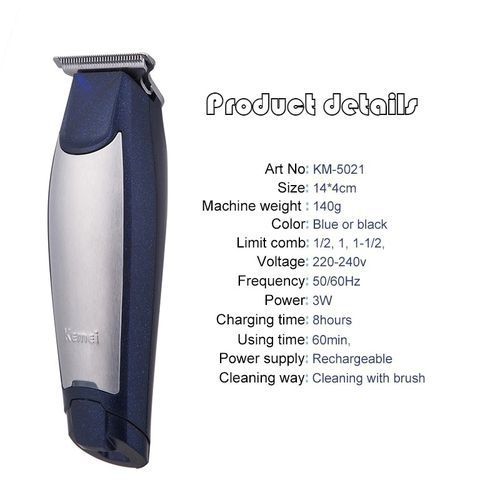 Product details
Art No: KM-5021
Size: 14*4cm
Machine weight : 140g
Color: Blue or black
Limit comb: 1/2, 1, 1-1/2,
Voltage: 220-240v
Frequency: 50/60Hz
Power: 3W
Charging time: 8hours
Using time: 60min,
Power supply: Rechargeable
Cleaning way: Cleaning with brush
Kemei